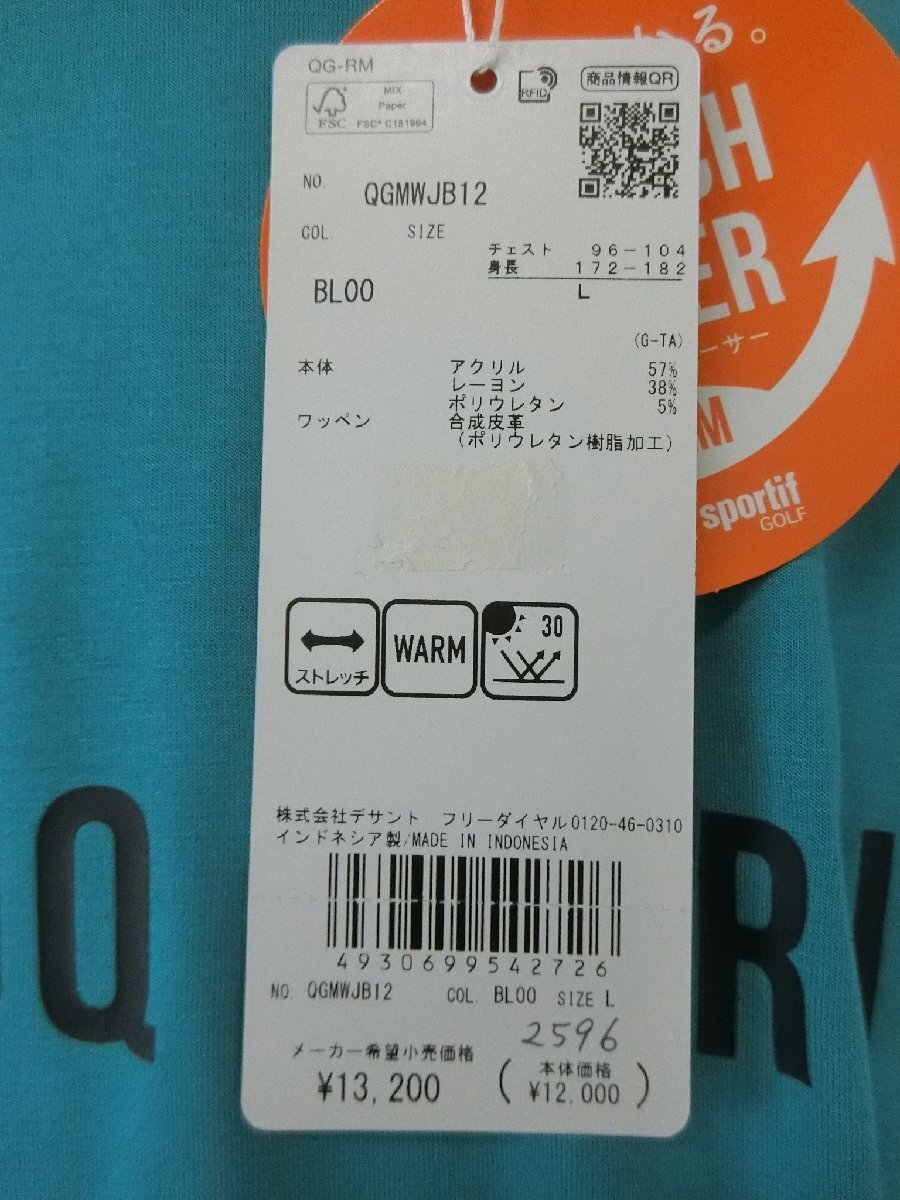 かる。
QG-RM
RFID
商品情報QR
MIX
Paper
FSC
FSC® C181994
NO. QGMWJB12
COL. SIZE
チェスト 96-104
身長 172-182
BL00 L
(G-TA)
本体 アクリル 57%
レーヨン 38%
ポリウレタン 5%
ワッペン 合成皮革
(ポリウレタン樹脂加工)
sportif
GOLF
ストレッチ
WARM
30
株式会社デサント フリーダイヤル0120-46-0310
インドネシア製/MADE IN INDONESIA
4930699542726
NO. QGMWJB12 COL. BL00 SIZE L
2596
メーカー希望小売価格 本体価格
¥13,200 (¥12,000)
Q R